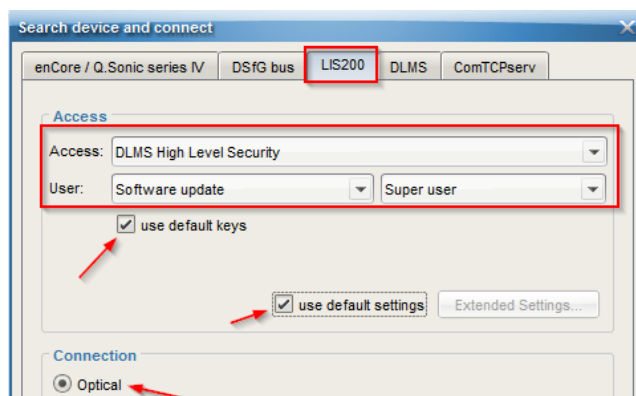 Search device and connect
enCore / Q.Sonic series IV DSfG bus LIS200 DLMS ComTCPserv
Access
Access: DLMS High Level Security
User: Software update Super user
use default keys
use default settings Extended Settings...
Connection
Optical